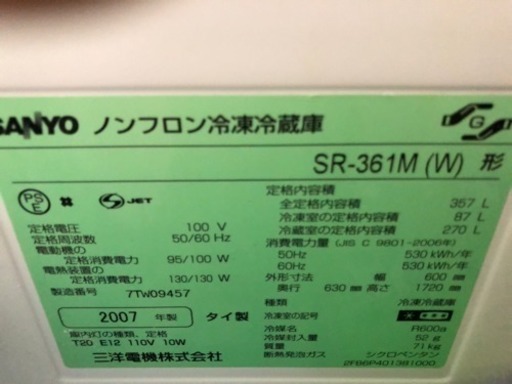 SANYO ノンフロン冷凍冷蔵庫
SR-361M (W) 形
G
PS E JET
定格電圧 100 V
定格周波数 50/60 Hz
電動機の
定格消費電力 95/100 W
電熱装置の
定格消費電力 130/130 W
製造番号 7TW09457
2007 年製 タイ製
庫内灯の種類、定格
T20 E12 110V 10W
三洋電機株式会社
定格内容積
全定格内容積 357 L
冷凍室の定格内容積 87 L
冷蔵室の定格内容積 270 L
消費電力量 (JIS C 9801-2006年)
50Hz 530 kWh/年
60Hz 530 kWh/年
外形寸法 幅 600 mm
奥行 630 mm 高さ 1720 mm
種類 冷凍冷蔵庫
冷凍室の記号
冷媒 R600a
冷媒封入量 52 g
質量 71 kg
断熱発泡ガス シクロペンタン
2FB6P401381000